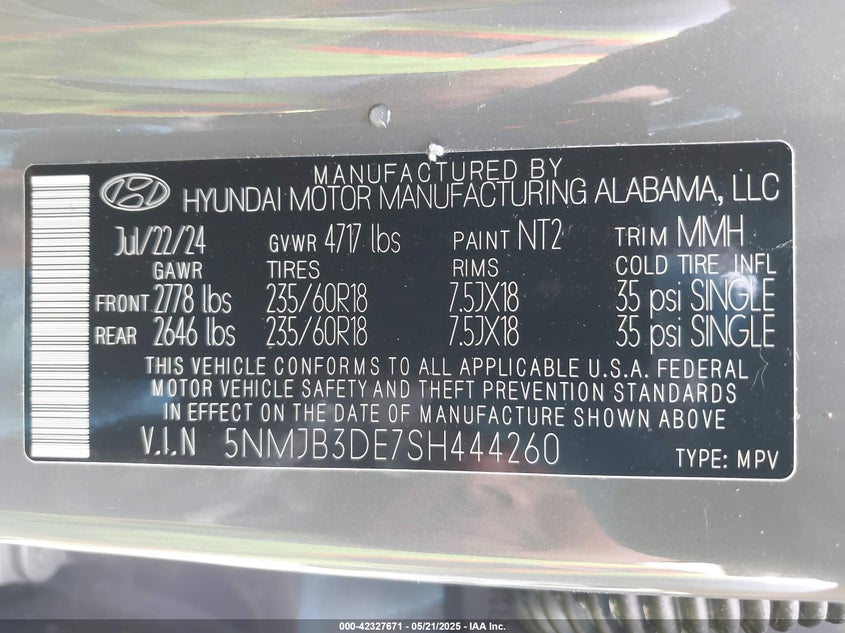 MANUFACTURED BY
HYUNDAI MOTOR MANUFACTURING ALABAMA, LLC
Jul/22/24 GVWR 4717 lbs PAINT NT2 TRIM MMH
GAWR TIRES RIMS COLD TIRE INFL
FRONT 2778 lbs 235/60R18 7.5JX18 35 psi SINGLE
REAR 2646 lbs 235/60R18 7.5JX18 35 psi SINGLE
THIS VEHICLE CONFORMS TO ALL APPLICABLE U.S.A. FEDERAL
MOTOR VEHICLE SAFETY AND THEFT PREVENTION STANDARDS
IN EFFECT ON THE DATE OF MANUFACTURE SHOWN ABOVE
V.I.N 5NMJB3DE7SH444260 TYPE: MPV
000-42327671 - 05/21/2025 - IAA Inc.